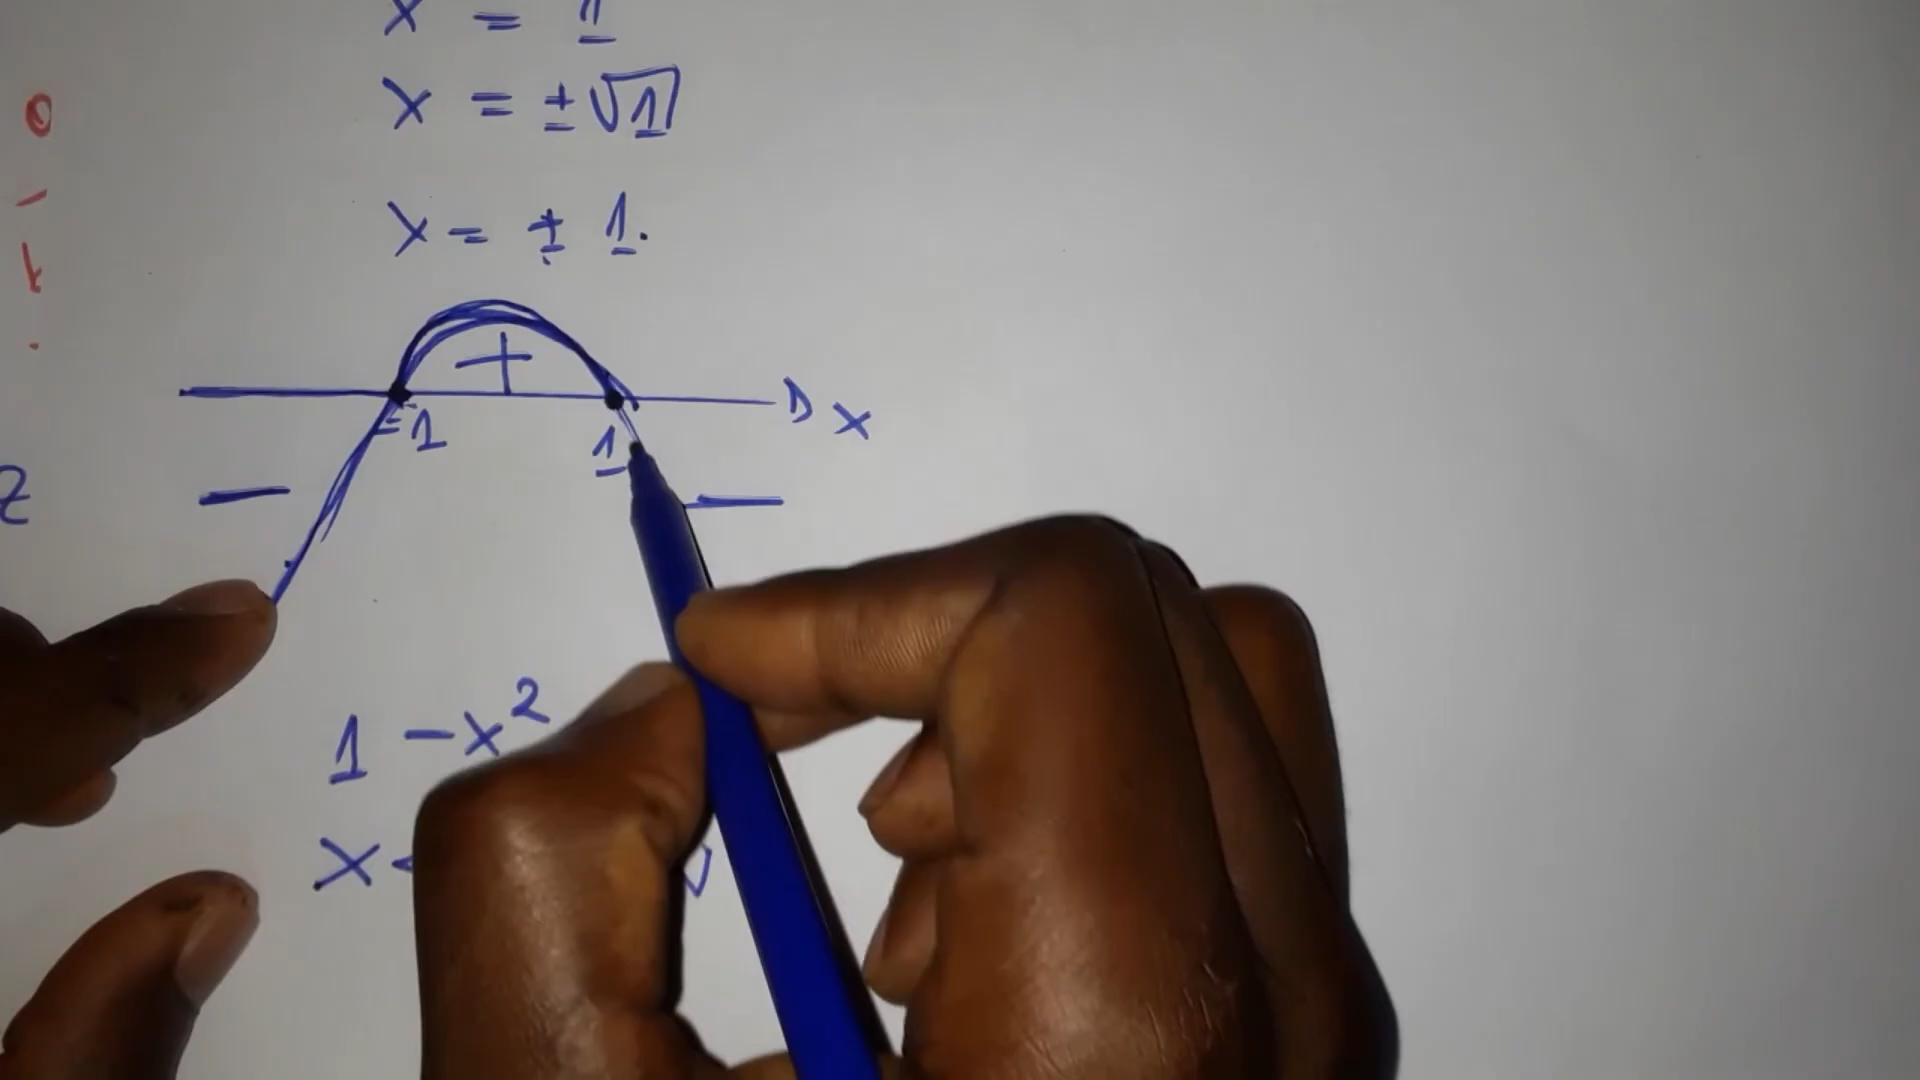 x = 1
x = ±√1
x = ± 1.
+
-1
1
x
— —
1 -x²
x